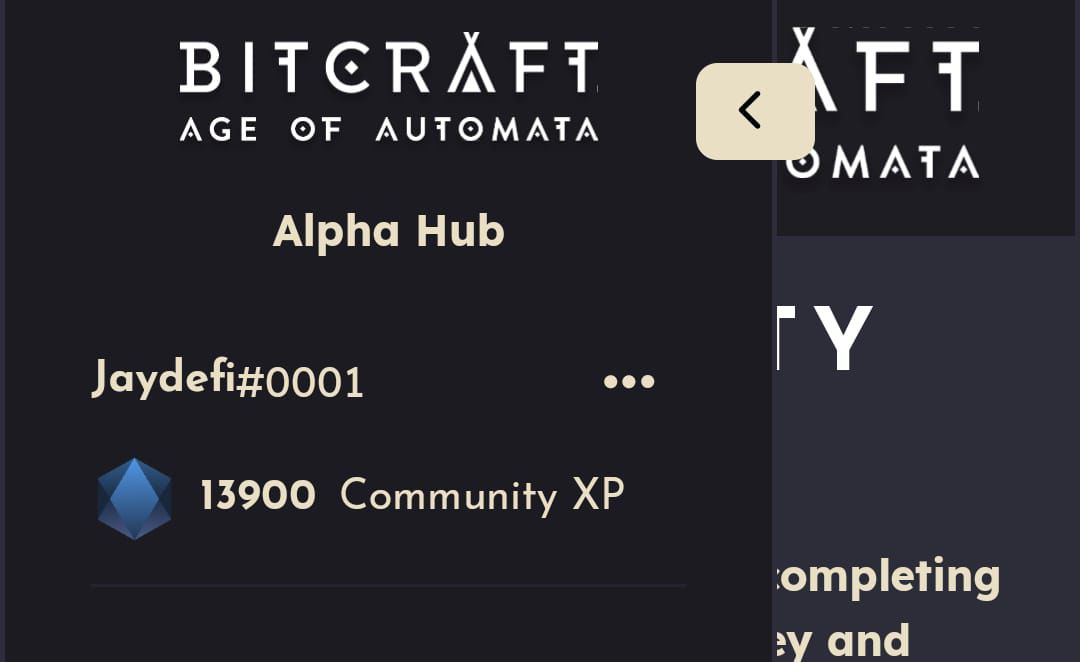 BITCRAFT
AGE OF AUTOMATA
Alpha Hub
Jaydefi#0001
13900 Community XP
AFT
OMATA
TY
completing
ey and